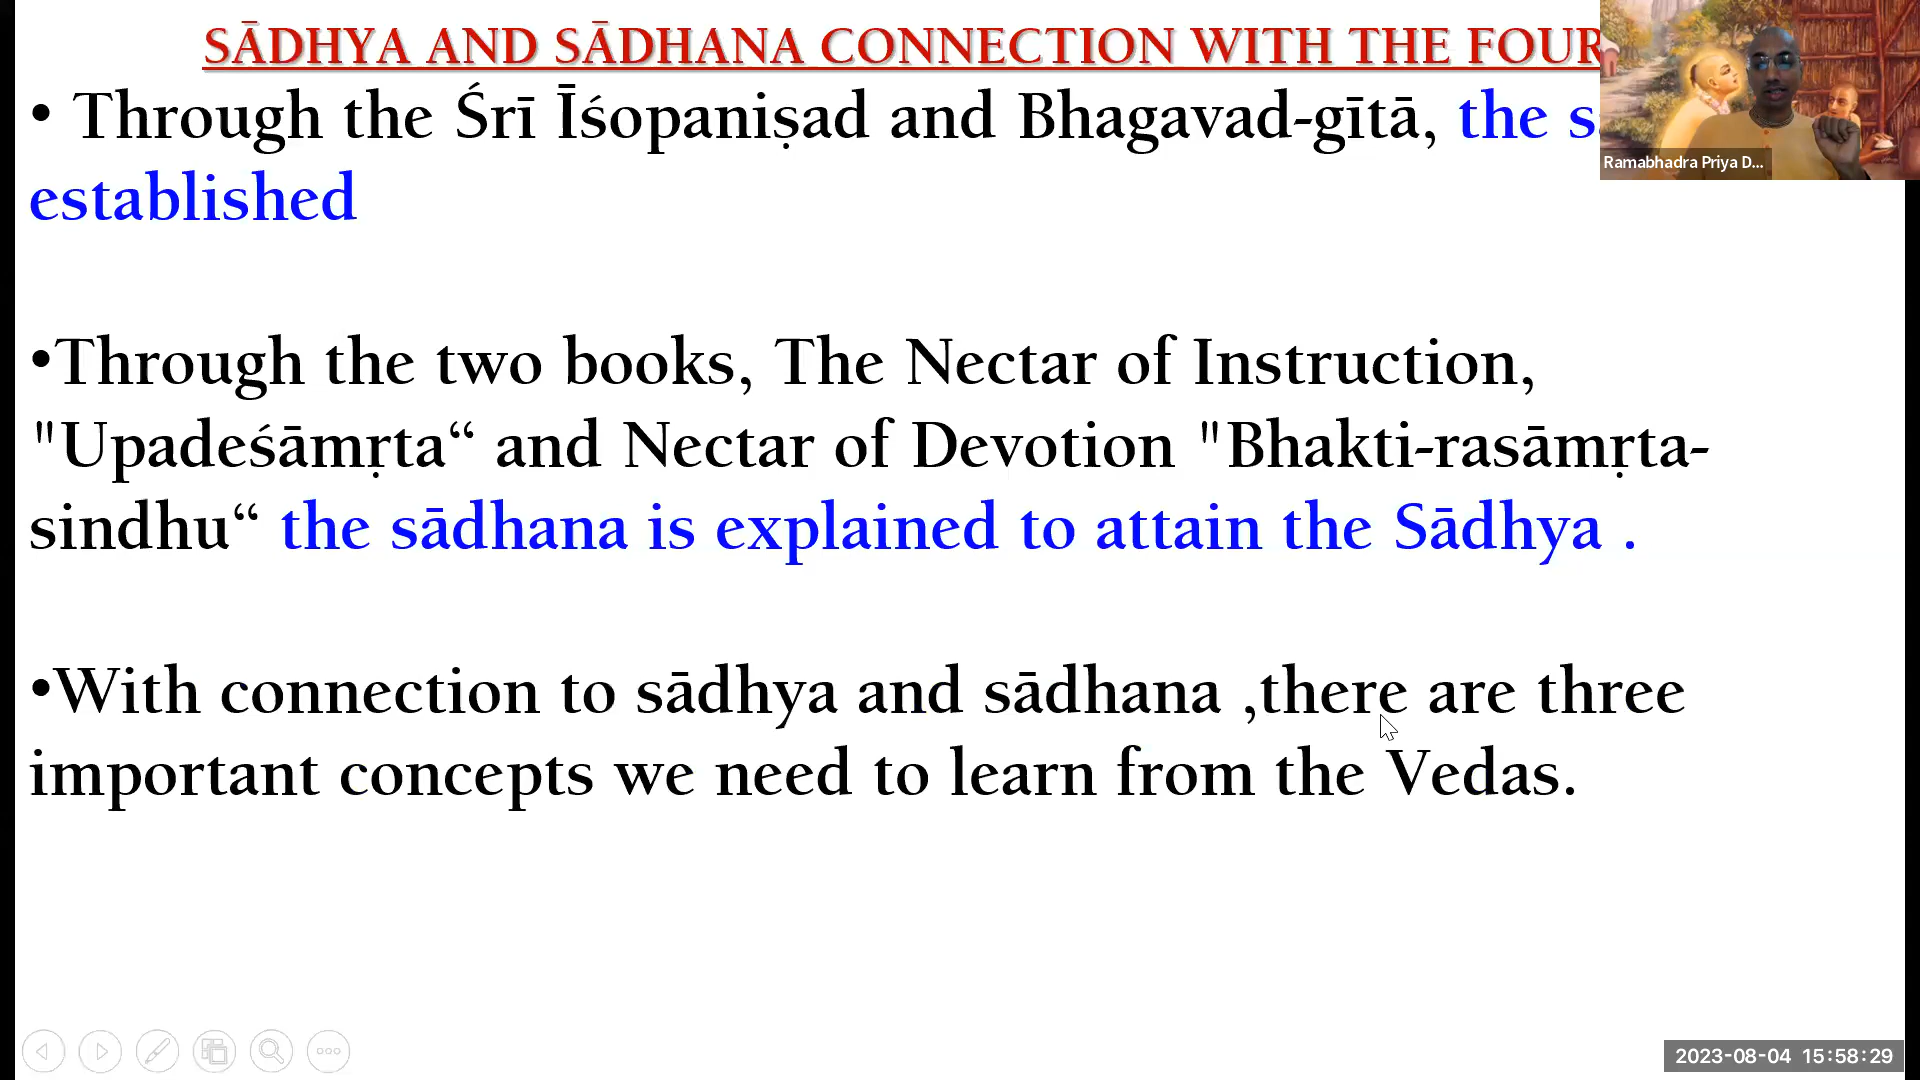 SĀDHYA AND SĀDHANA CONNECTION WITH THE FOUR
• Through the Śrī Īśopaniṣad and Bhagavad-gītā, the
established
•Through the two books, The Nectar of Instruction,
"Upadeśāmṛta“ and Nectar of Devotion "Bhakti-rasāmṛta-
sindhu“ the sādhana is explained to attain the Sādhya .
•With connection to sādhya and sādhana ,there are three
important concepts we need to learn from the Vedas.
Ramabhadra Priya D...
2023-08-04 15:58:29